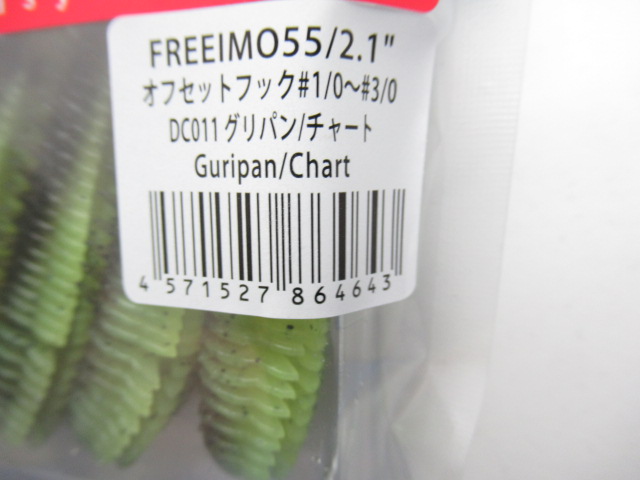 FREEIMO55/2.1"
オフセットフック#1/0～#3/0
DC011 グリパン/チャート
Guripan/Chart
4 571527 864643